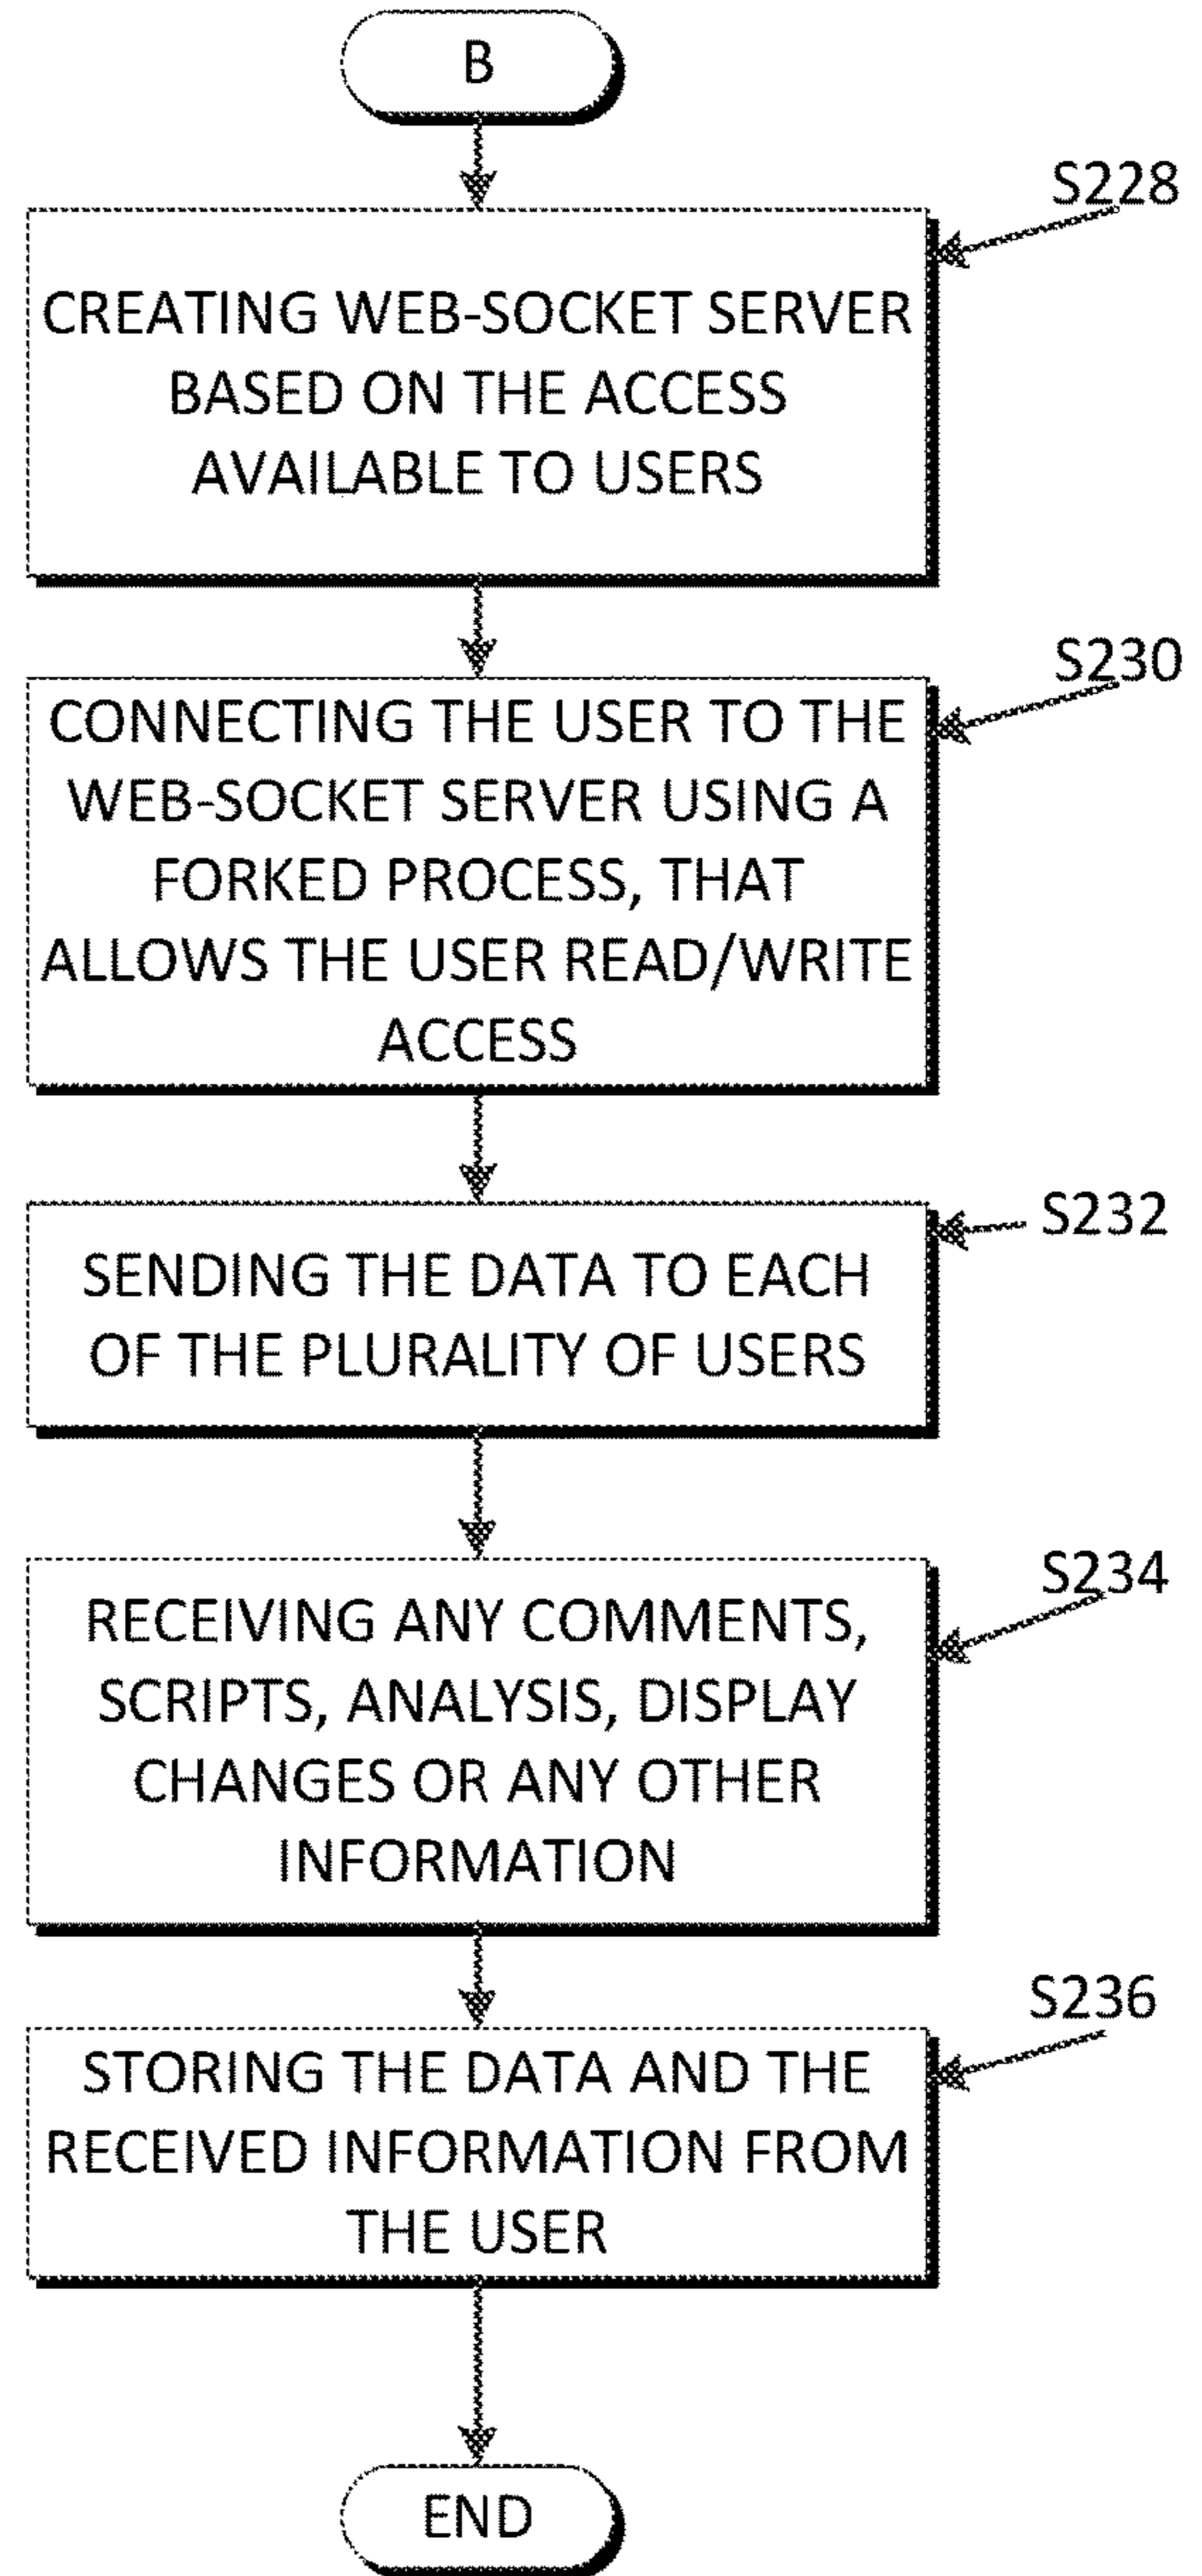 B
S228
CREATING WEB-SOCKET SERVER
BASED ON THE ACCESS
AVAILABLE TO USERS
S230
CONNECTING THE USER TO THE
WEB-SOCKET SERVER USING A
FORKED PROCESS, THAT
ALLOWS THE USER READ/WRITE
ACCESS
S232
SENDING THE DATA TO EACH
OF THE PLURALITY OF USERS
S234
RECEIVING ANY COMMENTS,
SCRIPTS, ANALYSIS, DISPLAY
CHANGES OR ANY OTHER
INFORMATION
S236
STORING THE DATA AND THE
RECEIVED INFORMATION FROM
THE USER
END